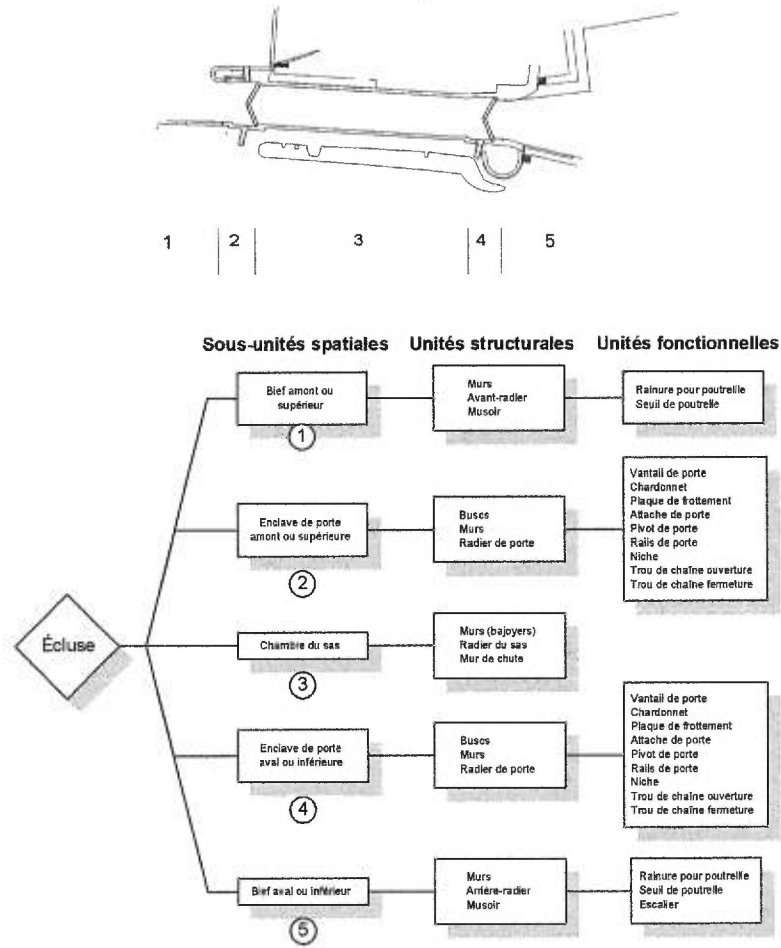 1 2 3 4 5
Sous-unités spatiales Unités structurales Unités fonctionnelles
Bief amont ou
supérieur
1
Murs
Avant-radier
Musoir
Rainure pour poutrelle
Seuil de poutrelle
Enclave de porte
amont ou supérieure
2
Buscs
Murs
Radier de porte
Vantail de porte
Chardonnet
Plaque de frottement
Attache de porte
Pivot de porte
Rails de porte
Niche
Trou de chaîne ouverture
Trou de chaîne fermeture
Écluse
Chambre du sas
3
Murs (bajoyers)
Radier du sas
Mur de chute
Enclave de porte
aval ou inférieure
4
Buscs
Murs
Radier de porte
Vantail de porte
Chardonnet
Plaque de frottement
Attache de porte
Pivot de porte
Rails de porte
Niche
Trou de chaîne ouverture
Trou de chaîne fermeture
Bief aval ou inférieur
5
Murs
Arrière-radier
Musoir
Rainure pour poutrelle
Seuil de poutrelle
Escalier